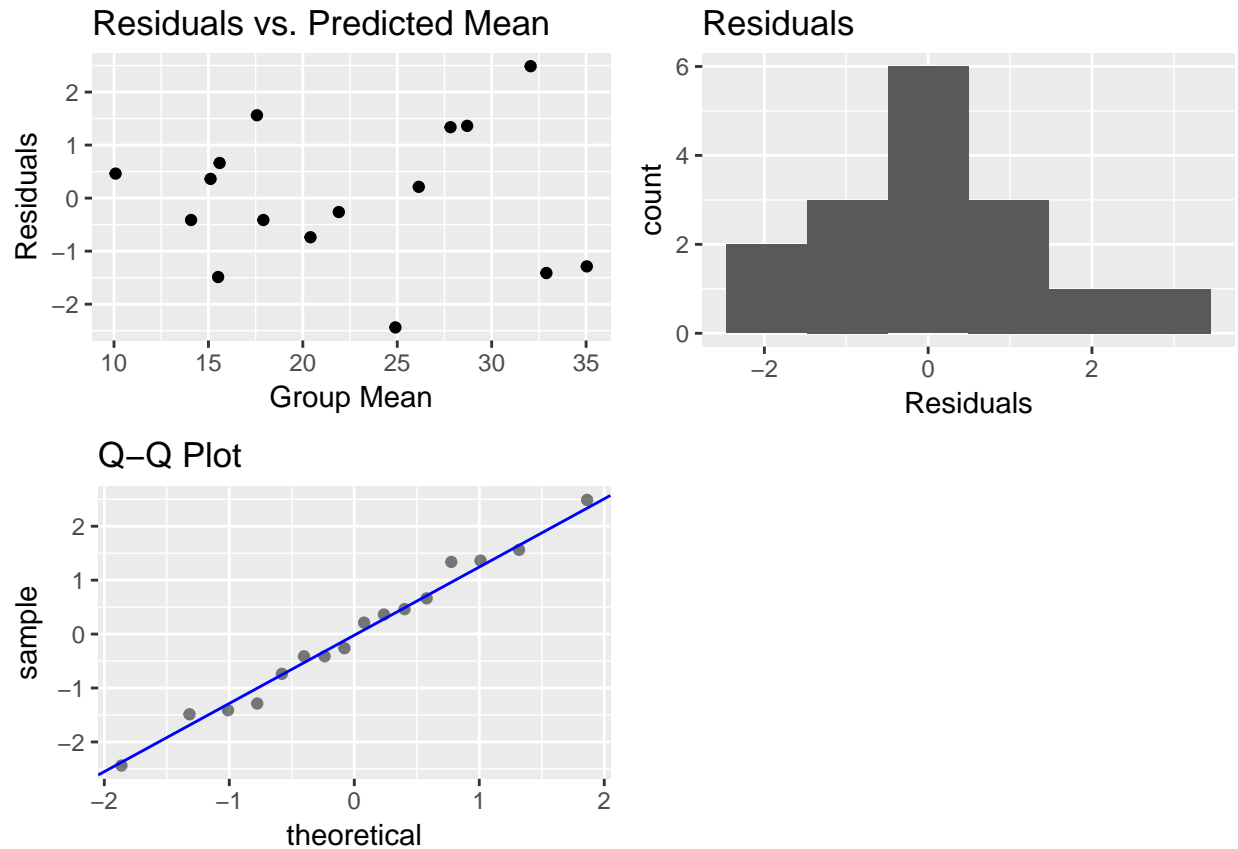 Residuals vs. Predicted Mean
Residuals
2
1
0
−1
−2
10 15 20 25 30 35
Group Mean
Residuals
count
6
4
2
0
−2 0 2
Residuals
Q−Q Plot
sample
2
1
0
−1
−2
−2 −1 0 1 2
theoretical